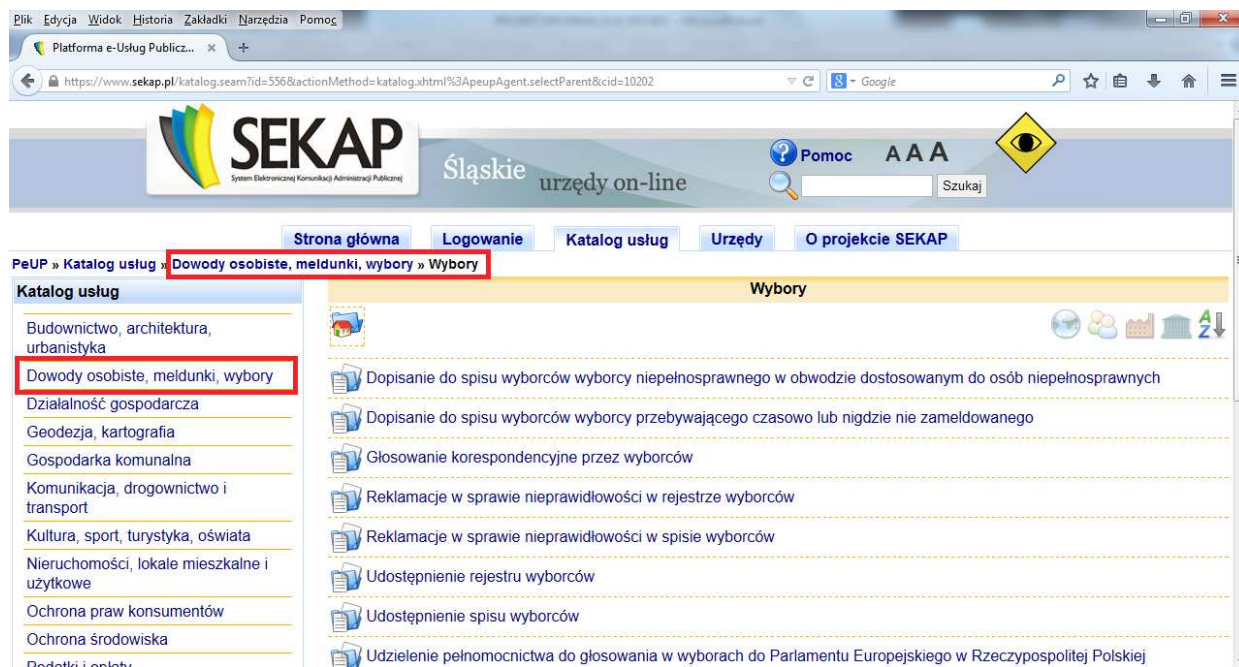 Plik Edycja Widok Historia Zakładki Narzędzia Pomoc
Platforma e-Usług Publicz... × +
https://www.sekap.pl/katalog.seam?id=556&actionMethod=katalog.xhtml%3ApeupAgent.selectParent&cid=10202
8 Google
SEKAP
System Elektronicznej Komunikacji Administracji Publicznej
Śląskie urzędy on-line
Pomoc A A A
Szukaj
Strona główna Logowanie Katalog usług Urzędy O projekcie SEKAP
PeUP » Katalog usług » Dowody osobiste, meldunki, wybory » Wybory
Katalog usług
Budownictwo, architektura,
urbanistyka
Dowody osobiste, meldunki, wybory
Działalność gospodarcza
Geodezja, kartografia
Gospodarka komunalna
Komunikacja, drogownictwo i
transport
Kultura, sport, turystyka, oświata
Nieruchomości, lokale mieszkalne i
użytkowe
Ochrona praw konsumentów
Ochrona środowiska
Podatki i opłaty
Wybory
A
Z
Dopisanie do spisu wyborców wyborcy niepełnosprawnego w obwodzie dostosowanym do osób niepełnosprawnych
Dopisanie do spisu wyborców wyborcy przebywającego czasowo lub nigdzie nie zameldowanego
Głosowanie korespondencyjne przez wyborców
Reklamacje w sprawie nieprawidłowości w rejestrze wyborców
Reklamacje w sprawie nieprawidłowości w spisie wyborców
Udostępnienie rejestru wyborców
Udostępnienie spisu wyborców
Udzielenie pełnomocnictwa do głosowania w wyborach do Parlamentu Europejskiego w Rzeczypospolitej Polskiej